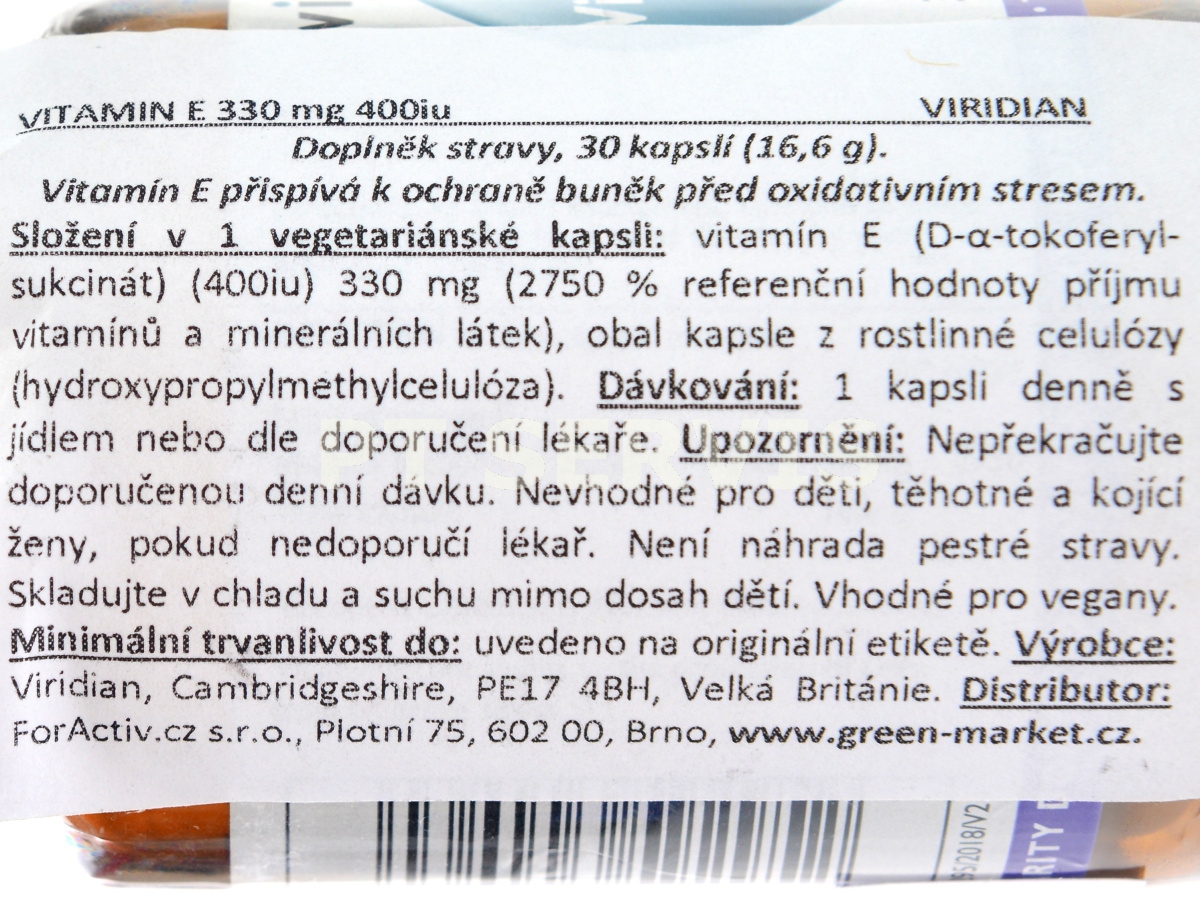 VITAMIN E 330 mg 400iu VIRIDIAN
Doplněk stravy, 30 kapslí (16,6 g).
Vitamín E přispívá k ochraně buněk před oxidativním stresem.
Složení v 1 vegetariánské kapsli: vitamín E (D-α-tokoferyl-
sukcinát) (400iu) 330 mg (2750 % referenční hodnoty příjmu
vitamínů a minerálních látek), obal kapsle z rostlinné celulózy
(hydroxypropylmethylcelulóza). Dávkování: 1 kapsli denně s
jídlem nebo dle doporučení lékaře. Upozornění: Nepřekračujte
doporučenou denní dávku. Nevhodné pro děti, těhotné a kojící
ženy, pokud nedoporučí lékař. Není náhrada pestré stravy.
Skladujte v chladu a suchu mimo dosah dětí. Vhodné pro vegany.
Minimální trvanlivost do: uvedeno na originální etiketě. Výrobce:
Viridian, Cambridgeshire, PE17 4BH, Velká Británie. Distributor:
ForActiv.cz s.r.o., Plotní 75, 602 00, Brno, www.green-market.cz.
95/2018/V2
RITY